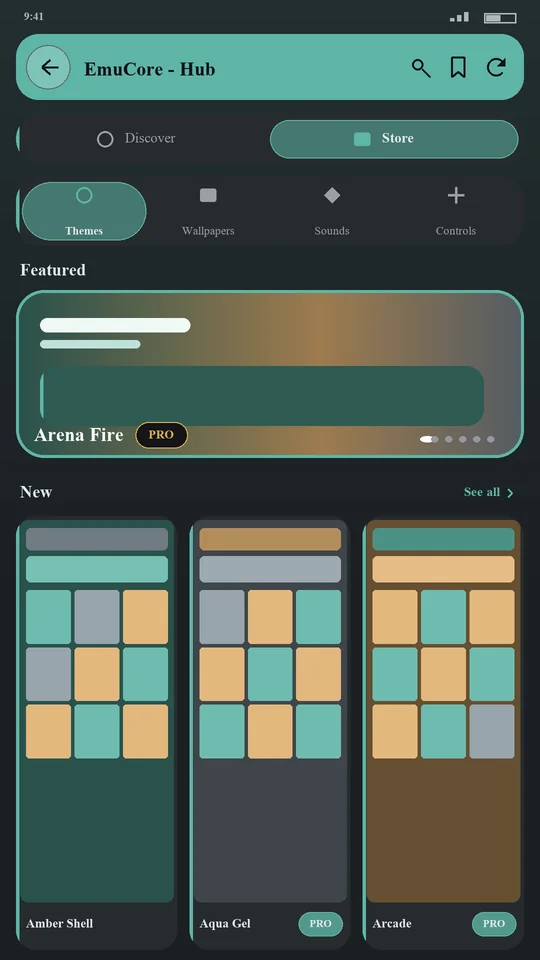 9:41
EmuCore - Hub
Discover
Store
Themes
Wallpapers
Sounds
Controls
Featured
Arena Fire
PRO
New
See all
Amber Shell
Aqua Gel
PRO
Arcade
PRO